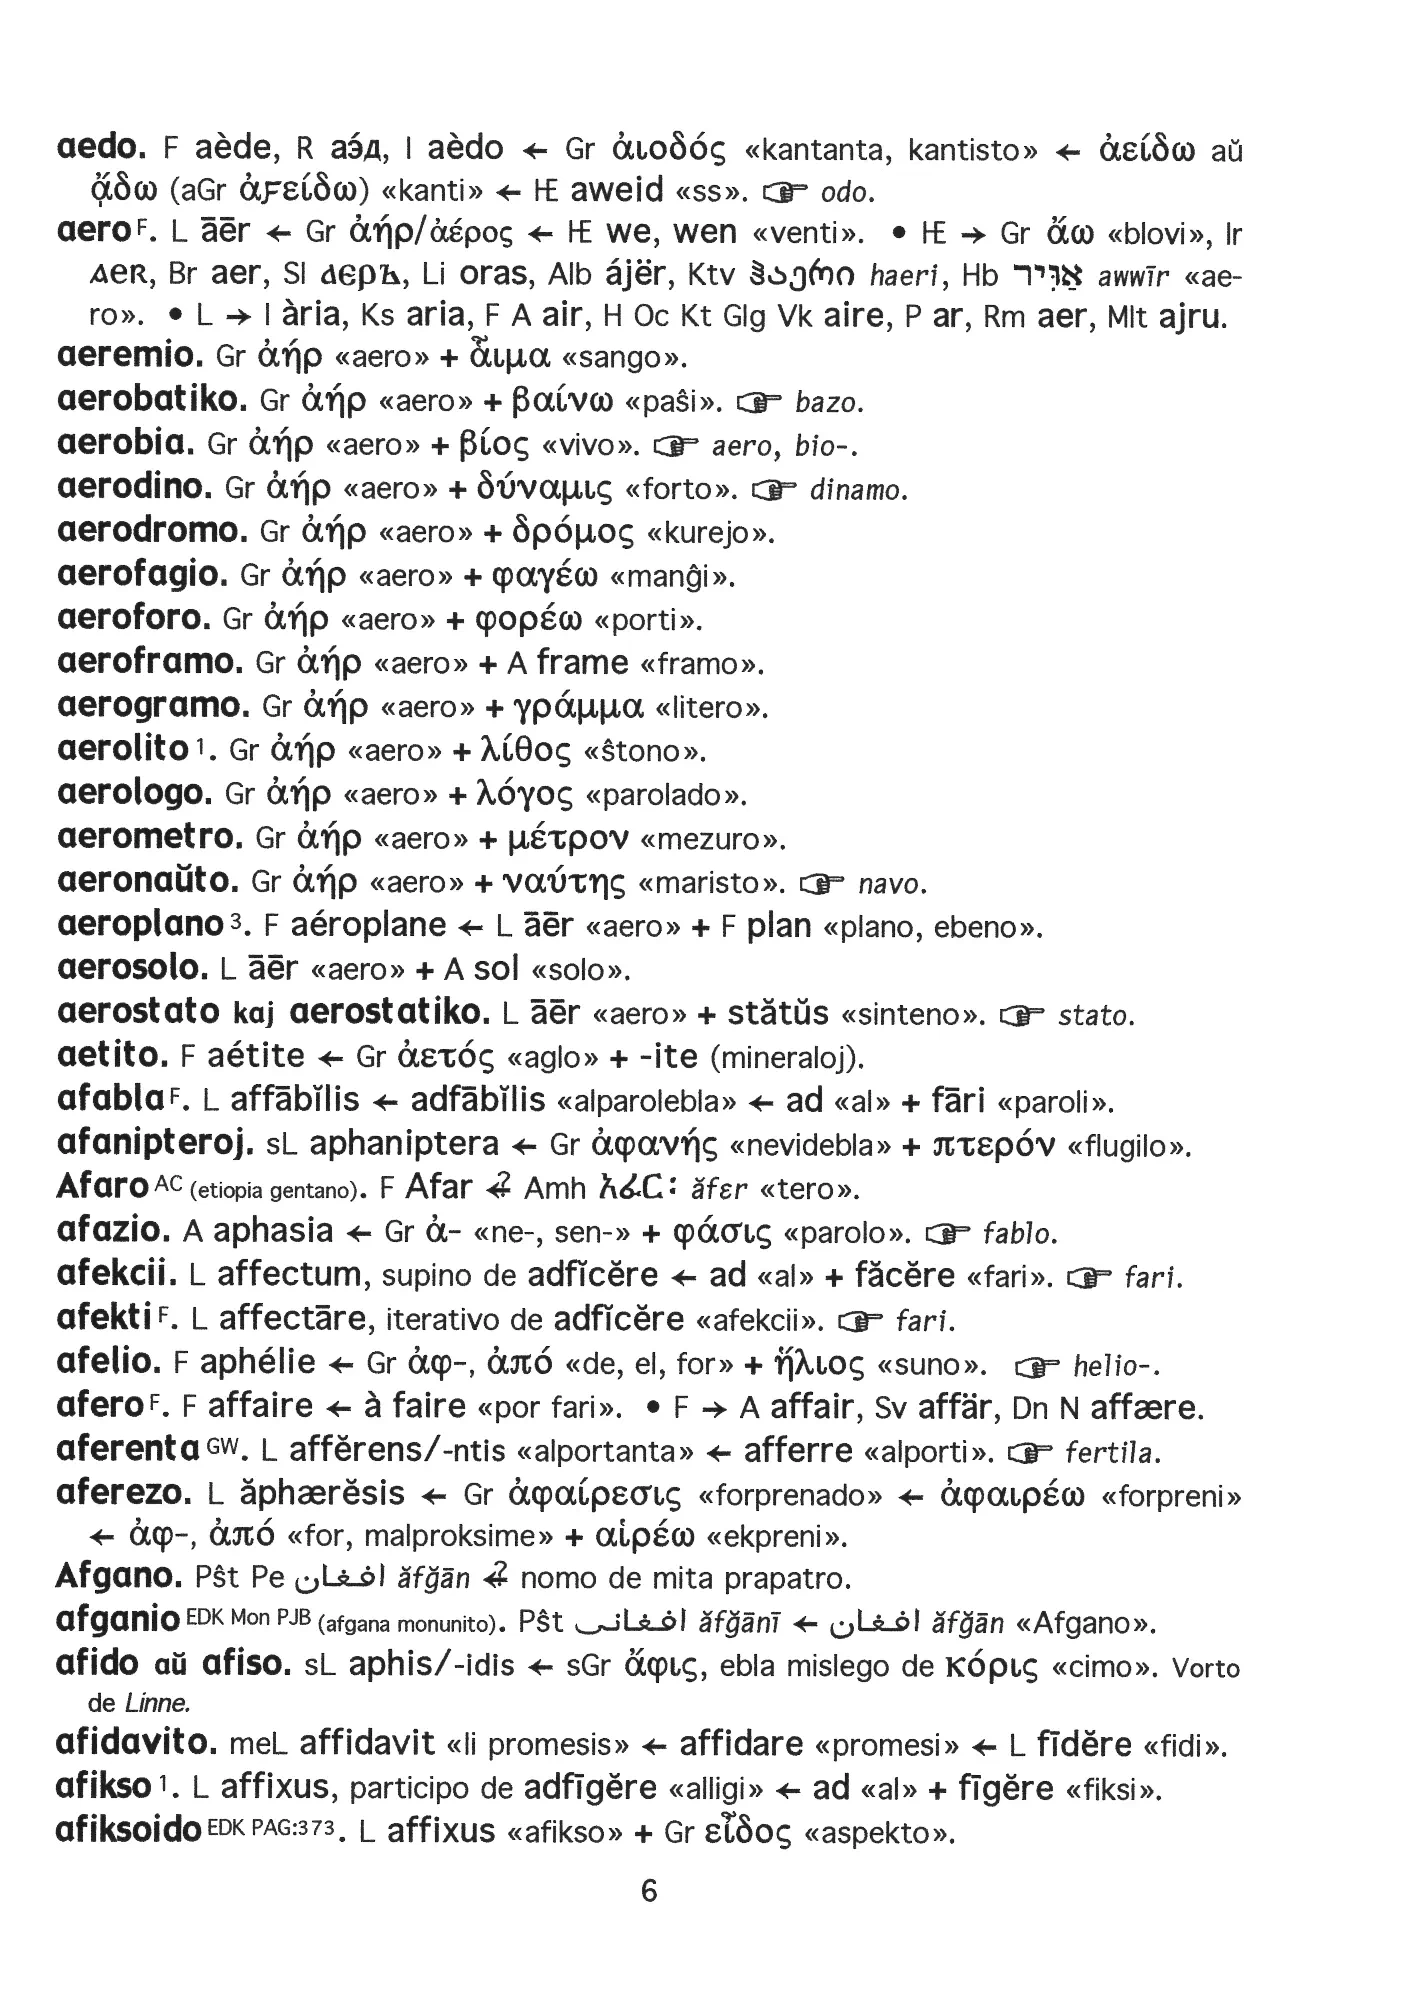 aedo. F aède, R аэ́д, I aèdo ← Gr ἀιοδός «kantanta, kantisto» ← ἀείδω aŭ
ᾄδω (aGr ἀϝείδω) «kanti» ← IE aweid «ss». ☞ odo.
aero F. L āēr ← Gr ἀήρ/ἀέρος ← IE we, wen «venti». • IE → Gr ἄω «blovi», Ir
aer, Br aer, Sl аеръ, Li oras, Alb ájër, Ktv ჰაერი haeri, Hb אֲוִיר awwīr «ae-
ro». • L → I ària, Ks aria, F A air, H Oc Kt Glg Vk aire, P ar, Rm aer, Mlt ajru.
aeremio. Gr ἀήρ «aero» + ἇιμα «sango».
aerobatiko. Gr ἀήρ «aero» + βαίνω «paŝi». ☞ bazo.
aerobia. Gr ἀήρ «aero» + βίος «vivo». ☞ aero, bio-.
aerodino. Gr ἀήρ «aero» + δύναμις «forto». ☞ dinamo.
aerodromo. Gr ἀήρ «aero» + δρόμος «kurejo».
aerofagio. Gr ἀήρ «aero» + φαγέω «manĝi».
aeroforo. Gr ἀήρ «aero» + φορέω «porti».
aeroframo. Gr ἀήρ «aero» + A frame «framo».
aerogramo. Gr ἀήρ «aero» + γράμμα «litero».
aerolito 1. Gr ἀήρ «aero» + λίθος «ŝtono».
aerologo. Gr ἀήρ «aero» + λόγος «parolado».
aerometro. Gr ἀήρ «aero» + μέτρον «mezuro».
aeronaŭto. Gr ἀήρ «aero» + ναύτης «maristo». ☞ navo.
aeroplano 3. F aéroplane ← L āēr «aero» + F plan «plano, ebeno».
aerosolo. L āēr «aero» + A sol «solo».
aerostato kaj aerostatiko. L āēr «aero» + stătŭs «sinteno». ☞ stato.
aetito. F aétite ← Gr ἀετός «aglo» + -ite (mineraloj).
afabla F. L affābĭlis ← adfābĭlis «alparolebla» ← ad «al» + fāri «paroli».
afanipteroj. sL aphaniptera ← Gr ἀφανής «nevidebla» + πτερόν «flugilo».
Afaro AC (etiopia gentano). F Afar ←? Amh አፈር፡ ăfεr «tero».
afazio. A aphasia ← Gr ἀ- «ne-, sen-» + φάσις «parolo». ☞ fablo.
afekcii. L affectum, supino de adfĭcĕre ← ad «al» + făcĕre «fari». ☞ fari.
afekti F. L affectāre, iterativo de adfĭcĕre «afekcii». ☞ fari.
afelio. F aphélie ← Gr ἀφ-, ἀπό «de, el, for» + ἥλιος «suno». ☞ helio-.
afero F. F affaire ← à faire «por fari». • F → A affair, Sv affär, Dn N affære.
aferenta GW. L affĕrens/-ntis «alportanta» ← afferre «alporti». ☞ fertila.
aferezo. L ăphærĕsis ← Gr ἀφαίρεσις «forprenado» ← ἀφαιρέω «forpreni»
← ἀφ-, ἀπό «for, malproksime» + αἱρέω «ekpreni».
Afgano. Pŝt Pe افغان ăfğān ←? nomo de mita prapatro.
afganio EDK Mon PJB (afgana monunito). Pŝt افغانی ăfğānī ← افغان ăfğān «Afgano».
afido aŭ afiso. sL aphis/-idis ← sGr ἄφις, ebla mislego de κόρις «cimo». Vorto
de Linne.
afidavito. meL affidavit «li promesis» ← affidare «promesi» ← L fīdĕre «fidi».
afikso 1. L affixus, participo de adfīgĕre «alligi» ← ad «al» + fīgĕre «fiksi».
afiksoido EDK PAG:373. L affixus «afikso» + Gr εἶδος «aspekto».
6